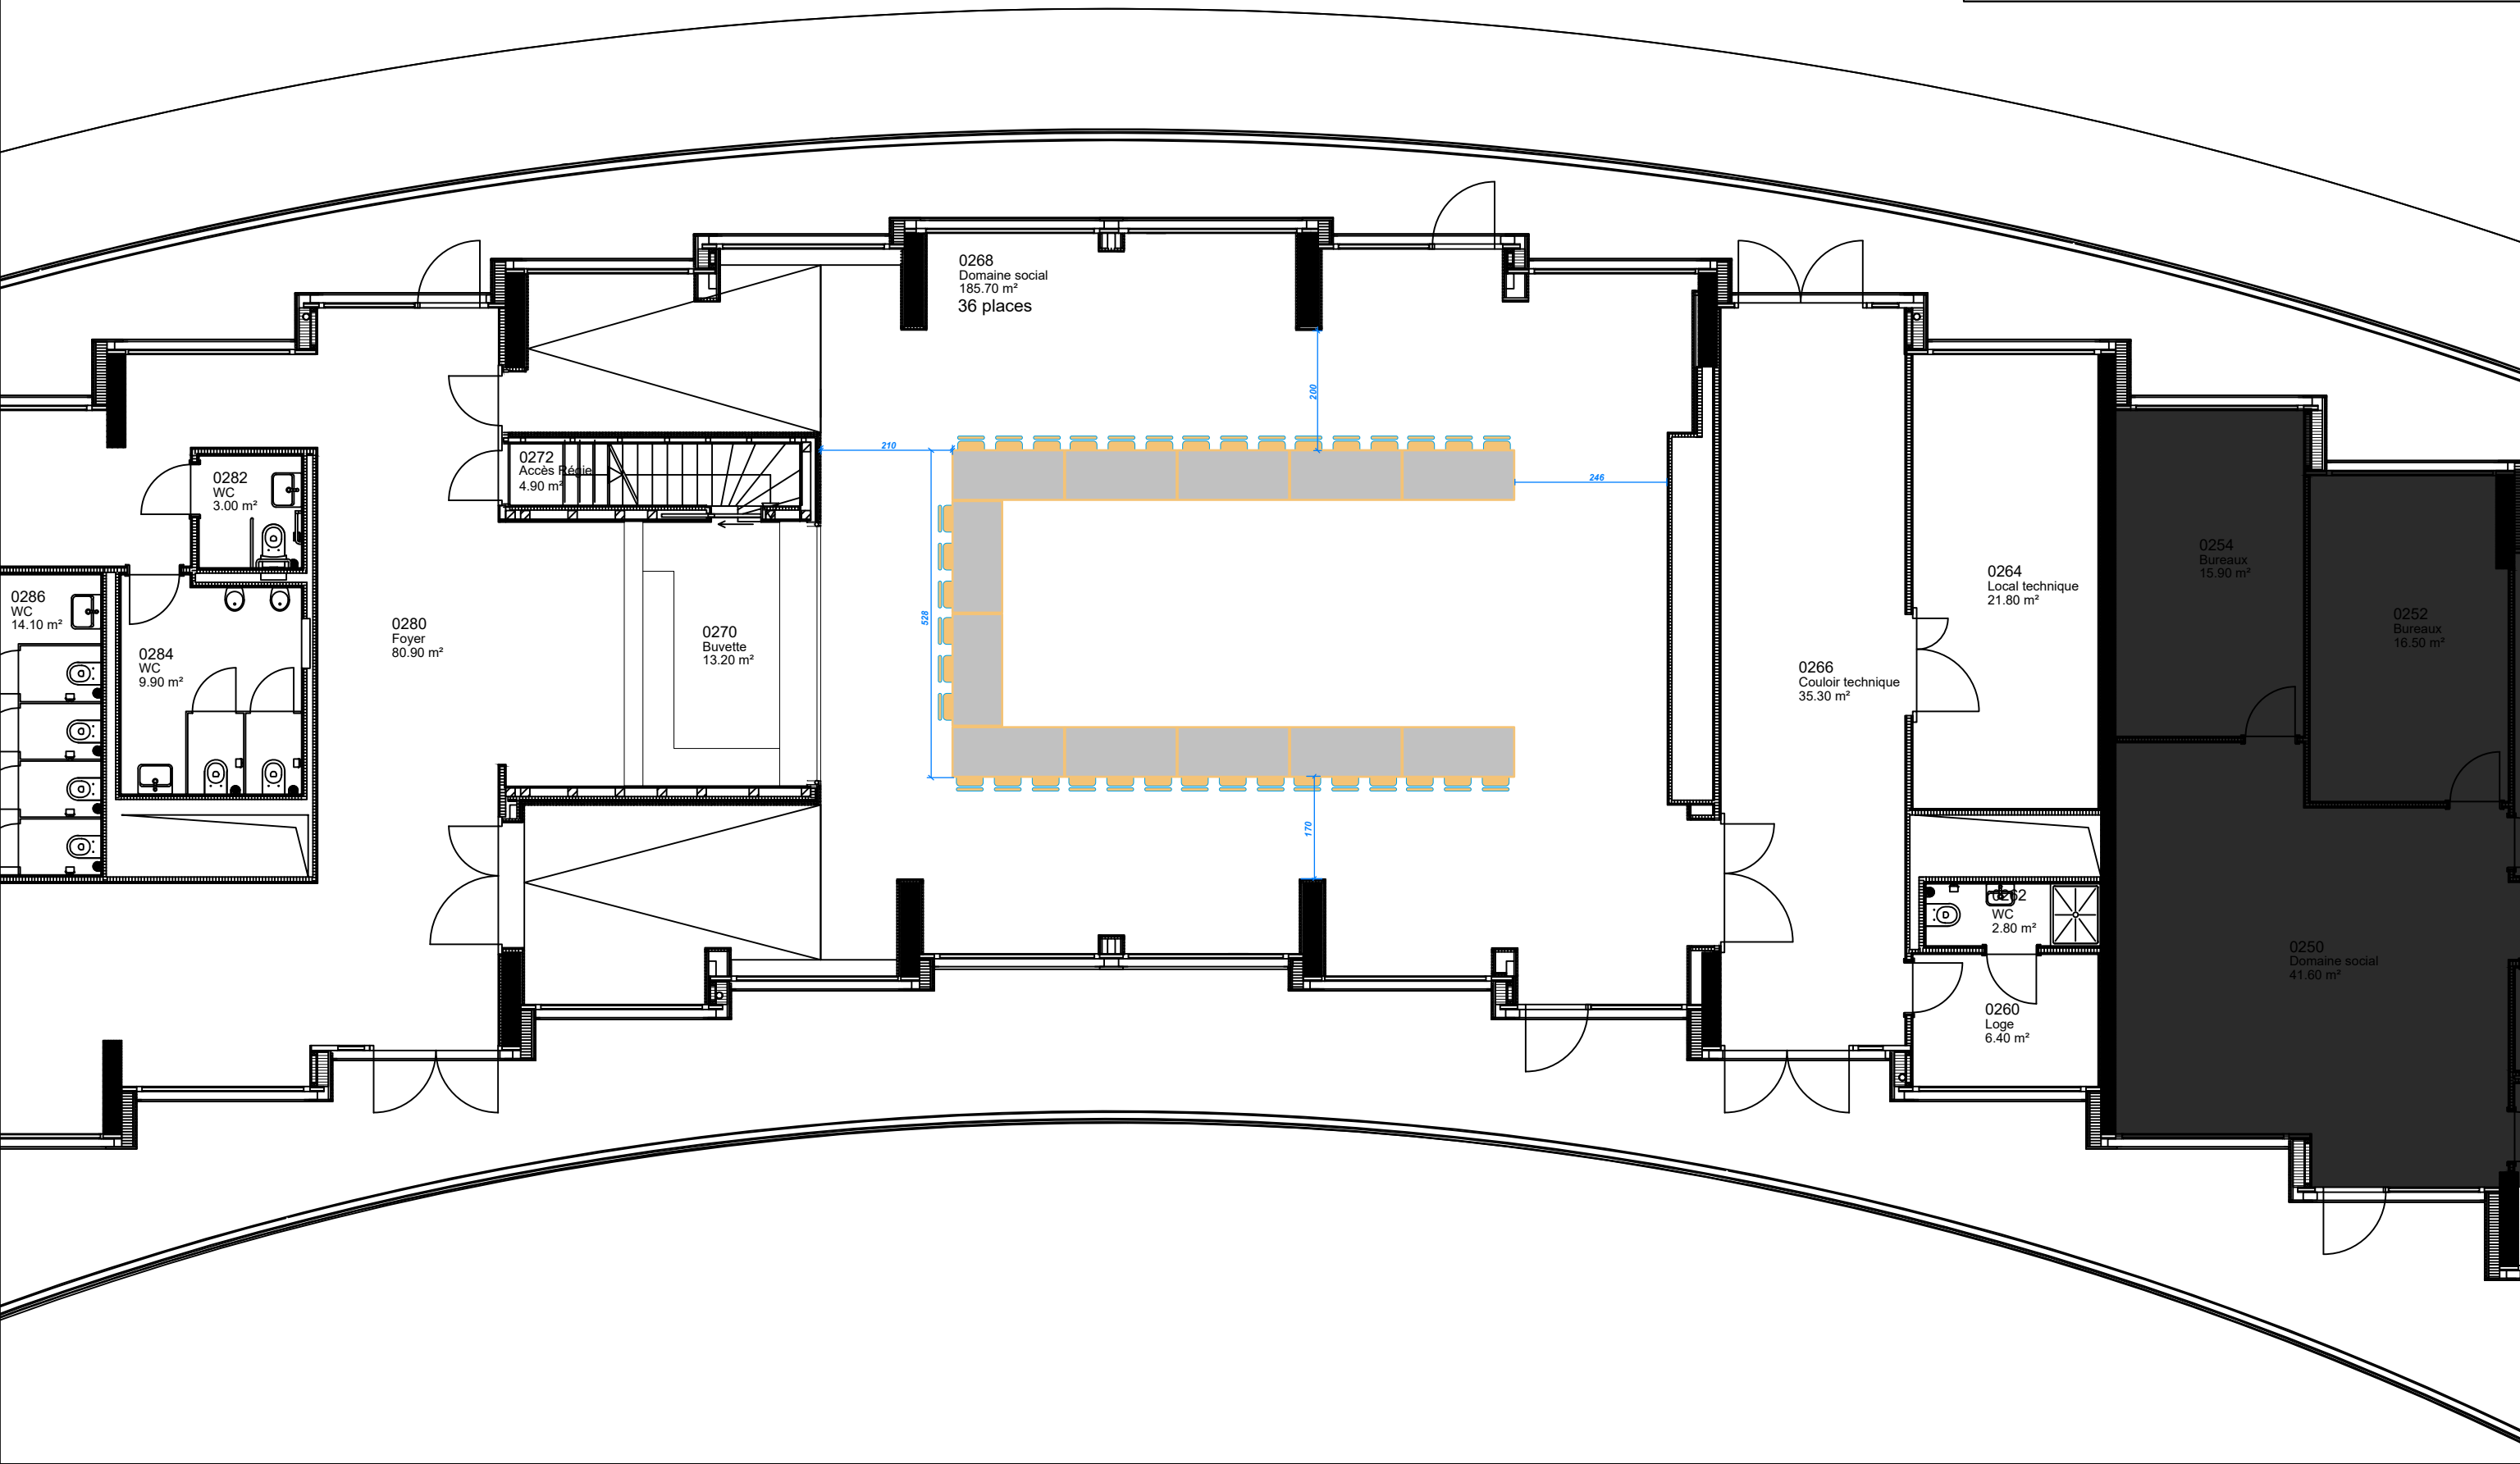 0268
Domaine social
185.70 m²
36 places
200
210
246
528
170
0272
Accès Régie
4.90 m²
0282
WC
3.00 m²
0286
WC
14.10 m²
0284
WC
9.90 m²
0280
Foyer
80.90 m²
0270
Buvette
13.20 m²
0266
Couloir technique
35.30 m²
0264
Local technique
21.80 m²
0254
Bureaux
15.90 m²
0252
Bureaux
16.50 m²
0262
WC
2.80 m²
0250
Domaine social
41.60 m²
0260
Loge
6.40 m²